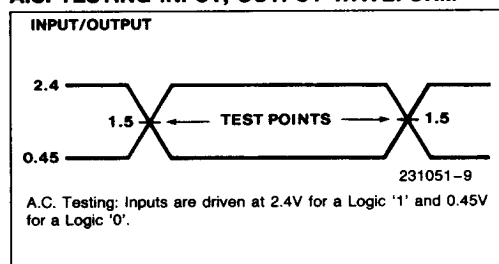 A.C. TESTING INPUT, OUTPUT WAVEFORM
INPUT/OUTPUT
2.4
1.5 TEST POINTS 1.5
0.45
231051-9
A.C. Testing: Inputs are driven at 2.4V for a Logic '1' and 0.45V
for a Logic '0'.